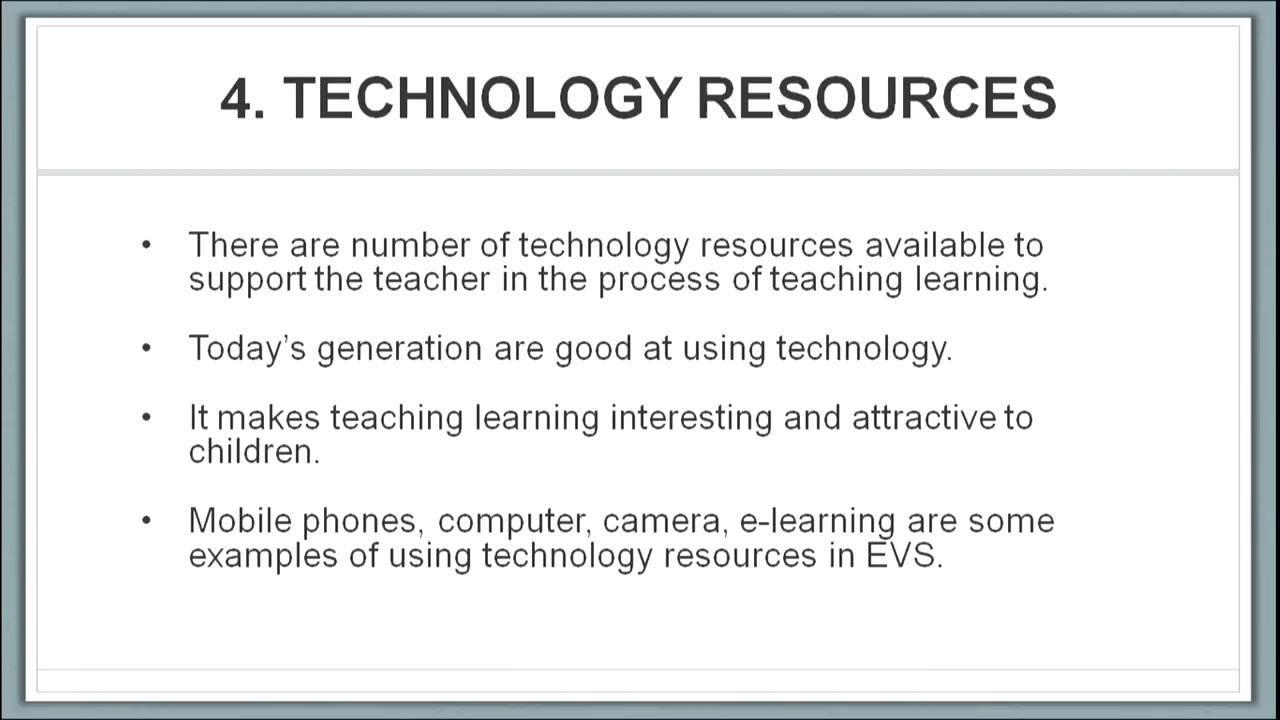 4. TECHNOLOGY RESOURCES
• There are number of technology resources available to
support the teacher in the process of teaching learning.
• Today’s generation are good at using technology.
• It makes teaching learning interesting and attractive to
children.
• Mobile phones, computer, camera, e-learning are some
examples of using technology resources in EVS.